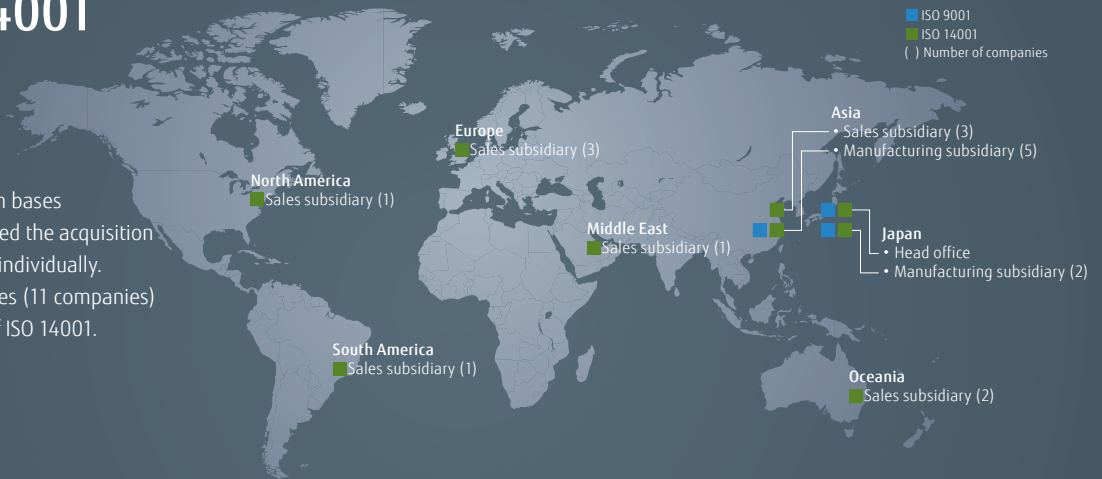 4001
n bases
ed the acquisition
individually.
es (11 companies)
f ISO 14001.
ISO 9001
ISO 14001
( ) Number of companies
North America
Sales subsidiary (1)
South America
Sales subsidiary (1)
Europe
Sales subsidiary (3)
Middle East
Sales subsidiary (1)
Asia
• Sales subsidiary (3)
• Manufacturing subsidiary (5)
Japan
• Head office
• Manufacturing subsidiary (2)
Oceania
Sales subsidiary (2)